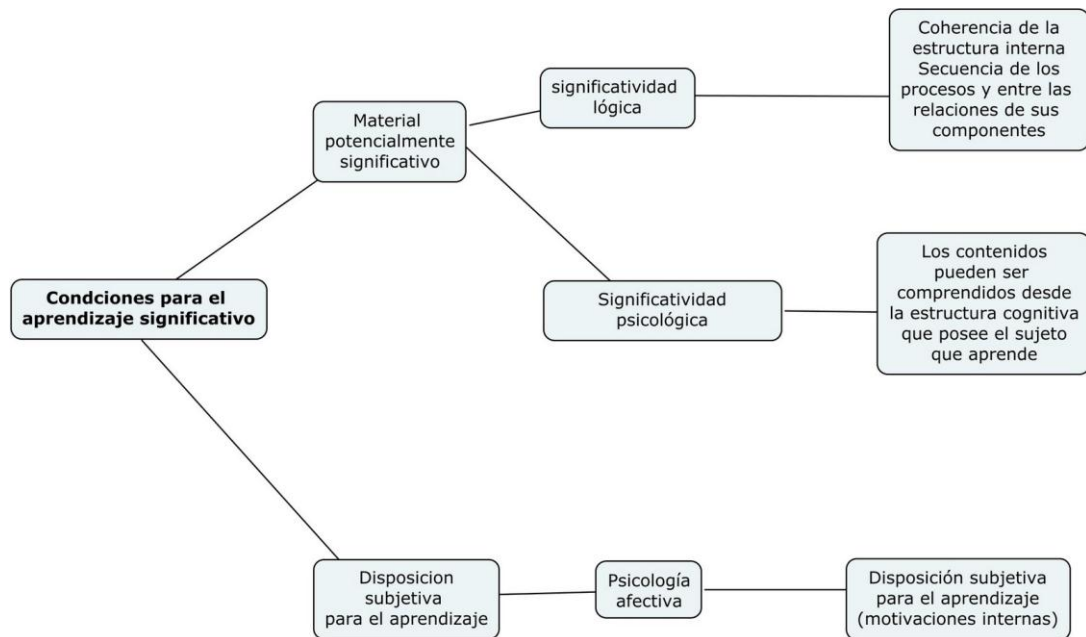 Condciones para el
aprendizaje significativo
Material
potencialmente
significativo
significatividad
lógica
Coherencia de la
estructura interna
Secuencia de los
procesos y entre las
relaciones de sus
componentes
Significatividad
psicológica
Los contenidos
pueden ser
comprendidos desde
la estructura cognitiva
que posee el sujeto
que aprende
Disposicion
subjetiva
para el aprendizaje
Psicología
afectiva
Disposición subjetiva
para el aprendizaje
(motivaciones internas)